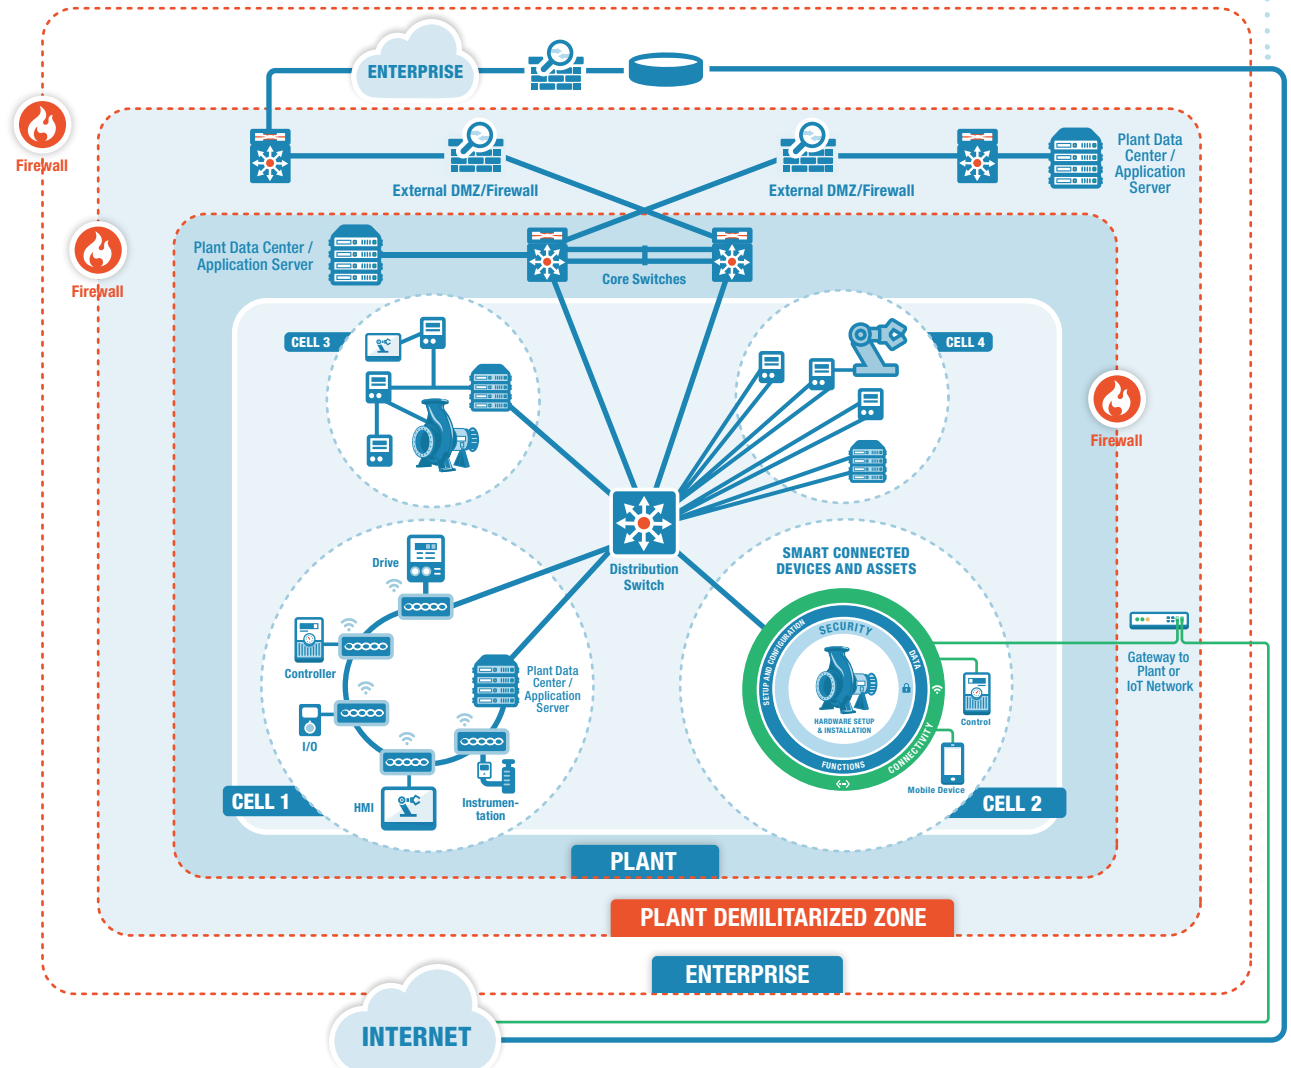 ENTERPRISE
Firewall
External DMZ/Firewall
External DMZ/Firewall
Plant Data
Center /
Application
Server
Firewall
Plant Data Center /
Application Server
Core Switches
CELL 3
CELL 4
Firewall
Distribution
Switch
Drive
Controller
I/O
HMI
Instrumen-
tation
Plant Data
Center /
Application
Server
CELL 1
SMART CONNECTED
DEVICES AND ASSETS
SECURITY
SETUP AND CONFIGURATION
DATA
HARDWARE SETUP
& INSTALLATION
FUNCTIONS
CONNECTIVITY
Control
Mobile Device
CELL 2
Gateway to
Plant or
IoT Network
PLANT
PLANT DEMILITARIZED ZONE
ENTERPRISE
INTERNET